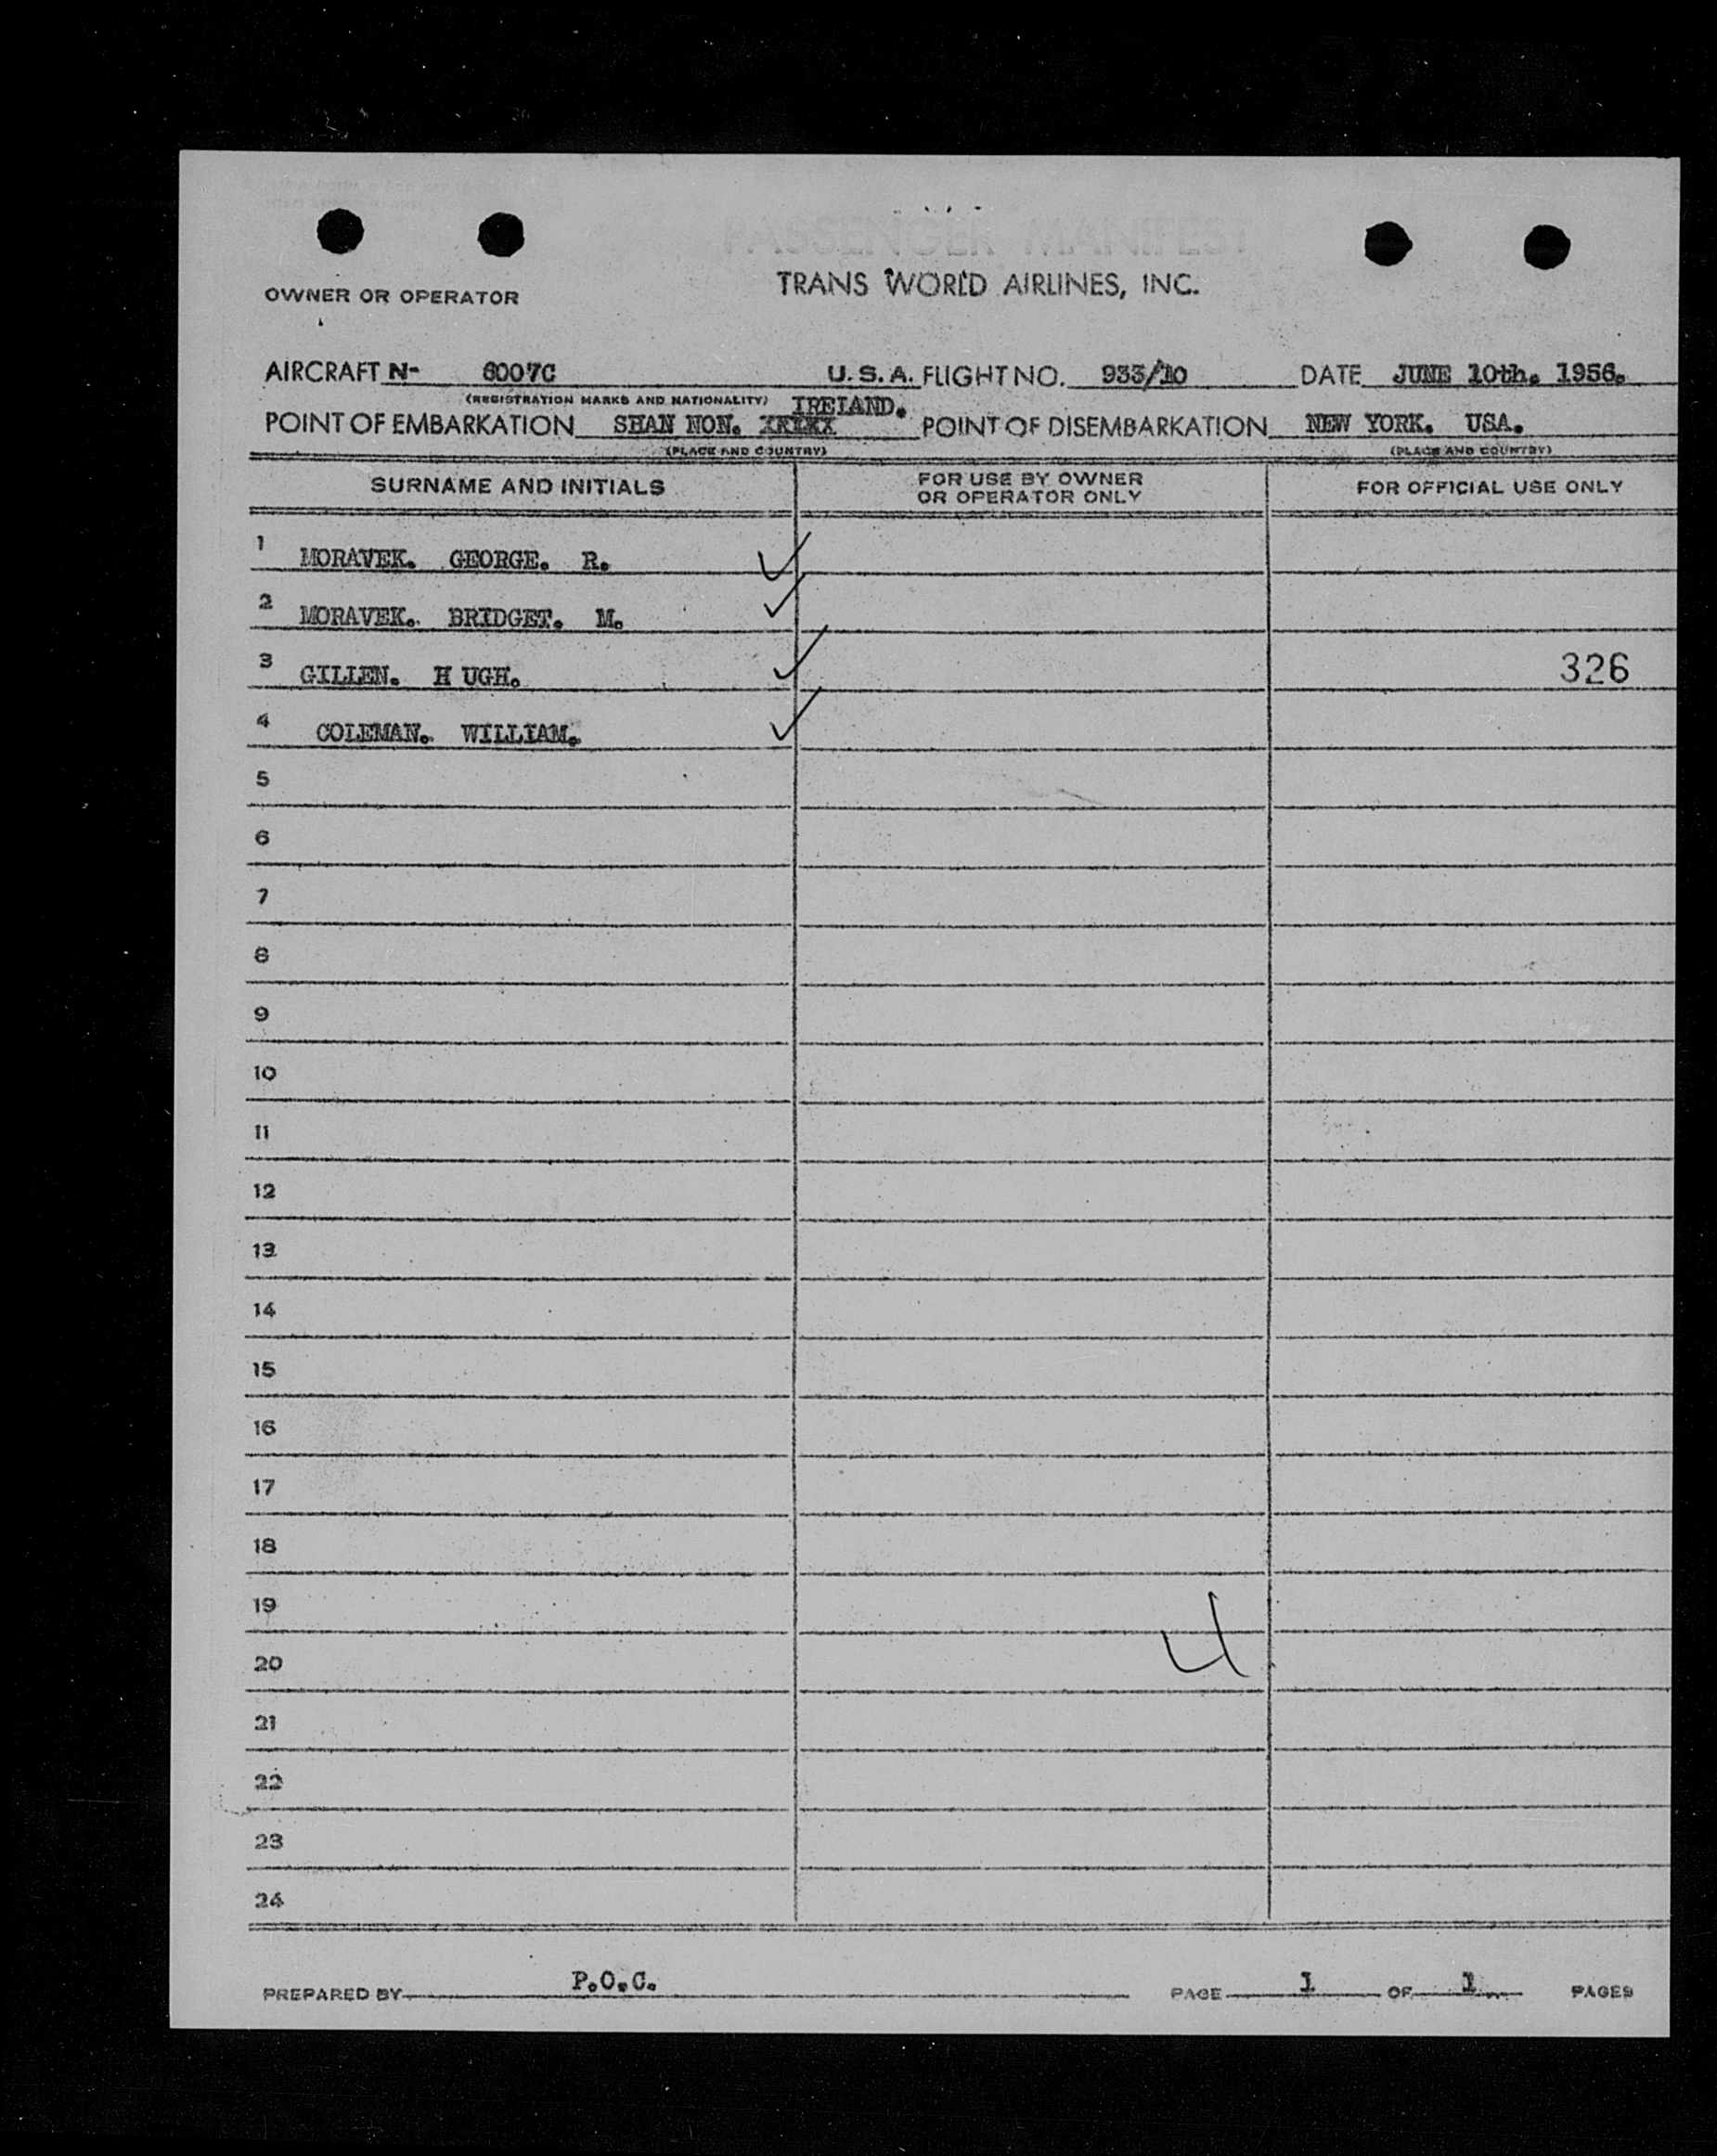 PASSENGER MANIFEST
TRANS WORLD AIRLINES, INC.
OWNER OR OPERATOR
AIRCRAFT N- 6007C U.S.A. FLIGHT NO. 933/10 DATE JUNE 10th. 1956.
(REGISTRATION MARKS AND NATIONALITY) IRELAND.
POINT OF EMBARKATION SHAN NON. POINT OF DISEMBARKATION NEW YORK. USA.
(PLACE AND COUNTRY) (PLACE AND COUNTRY)
SURNAME AND INITIALS FOR USE BY OWNER OR OPERATOR ONLY FOR OFFICIAL USE ONLY
1 MORAVEK. GEORGE. R.
2 MORAVEK. BRIDGET. M.
3 GILLEN. H UGH. 326
4 COLEMAN. WILLIAM.
5
6
7
8
9
10
11
12
13
14
15
16
17
18
19
4
20
21
22
23
24
PREPARED BY P.O.C. PAGE 1 OF 1 PAGES